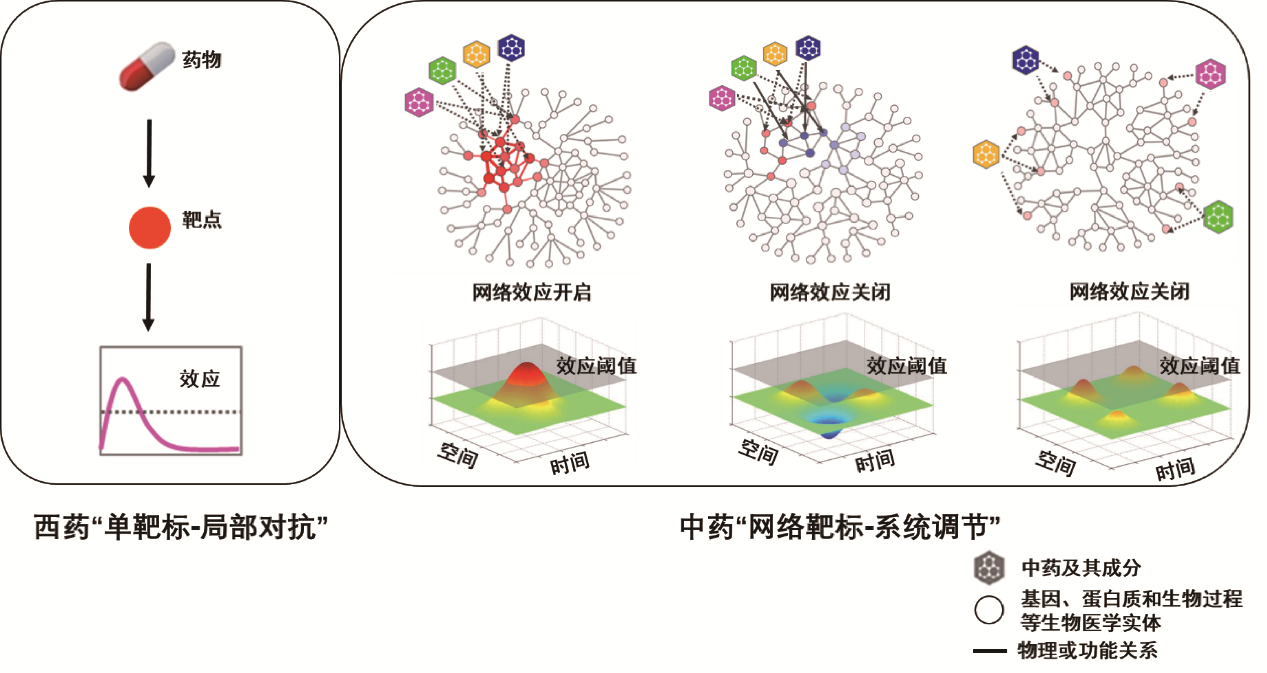 药物
靶点
效应
网络效应开启
网络效应关闭
网络效应关闭
效应阈值
效应阈值
效应阈值
空间
时间
空间
时间
空间
时间
西药“单靶标-局部对抗”
中药“网络靶标-系统调节”
中药及其成分
基因、蛋白质和生物过程
等生物医学实体
物理或功能关系